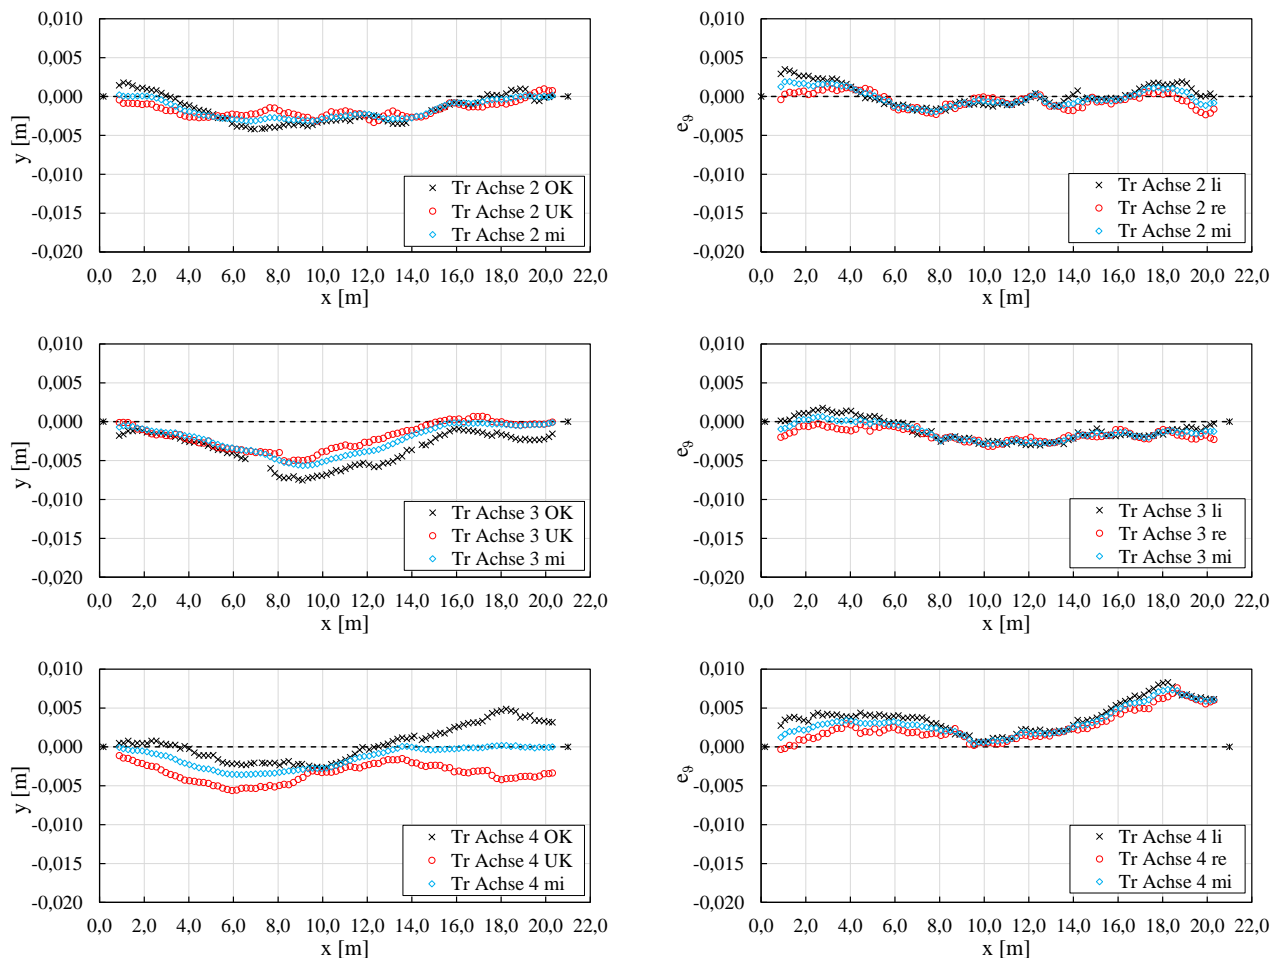 0,010
0,005
0,000
-0,005
-0,010
-0,015
-0,020
y [m]
0,0 2,0 4,0 6,0 8,0 10,0 12,0 14,0 16,0 18,0 20,0 22,0
x [m]
Tr Achse 2 OK
Tr Achse 2 UK
Tr Achse 2 mi
0,010
0,005
0,000
-0,005
-0,010
-0,015
-0,020
e_ϑ
0,0 2,0 4,0 6,0 8,0 10,0 12,0 14,0 16,0 18,0 20,0 22,0
x [m]
Tr Achse 2 li
Tr Achse 2 re
Tr Achse 2 mi
0,010
0,005
0,000
-0,005
-0,010
-0,015
-0,020
y [m]
0,0 2,0 4,0 6,0 8,0 10,0 12,0 14,0 16,0 18,0 20,0 22,0
x [m]
Tr Achse 3 OK
Tr Achse 3 UK
Tr Achse 3 mi
0,010
0,005
0,000
-0,005
-0,010
-0,015
-0,020
e_ϑ
0,0 2,0 4,0 6,0 8,0 10,0 12,0 14,0 16,0 18,0 20,0 22,0
x [m]
Tr Achse 3 li
Tr Achse 3 re
Tr Achse 3 mi
0,010
0,005
0,000
-0,005
-0,010
-0,015
-0,020
y [m]
0,0 2,0 4,0 6,0 8,0 10,0 12,0 14,0 16,0 18,0 20,0 22,0
x [m]
Tr Achse 4 OK
Tr Achse 4 UK
Tr Achse 4 mi
0,010
0,005
0,000
-0,005
-0,010
-0,015
-0,020
e_ϑ
0,0 2,0 4,0 6,0 8,0 10,0 12,0 14,0 16,0 18,0 20,0 22,0
x [m]
Tr Achse 4 li
Tr Achse 4 re
Tr Achse 4 mi